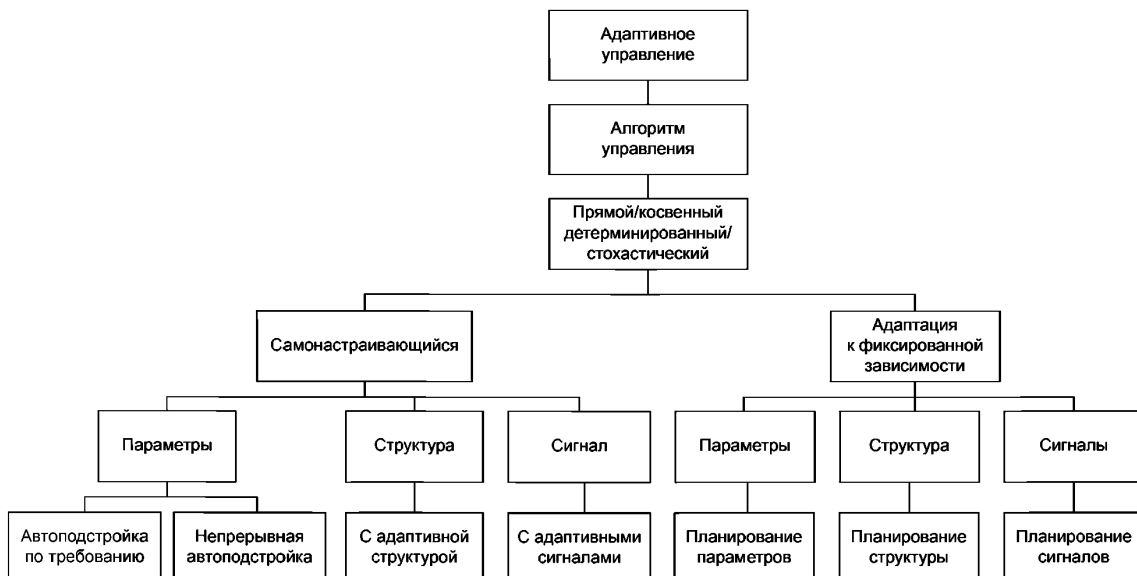 Адаптивное
управление
Алгоритм
управления
Прямой/косвенный
детерминированный/
стохастический
Самонастраивающийся
Адаптация
к фиксированной
зависимости
Параметры
Структура
Сигнал
Параметры
Структура
Сигналы
Автоподстройка
по требованию
Непрерывная
автоподстройка
С адаптивной
структурой
С адаптивными
сигналами
Планирование
параметров
Планирование
структуры
Планирование
сигналов